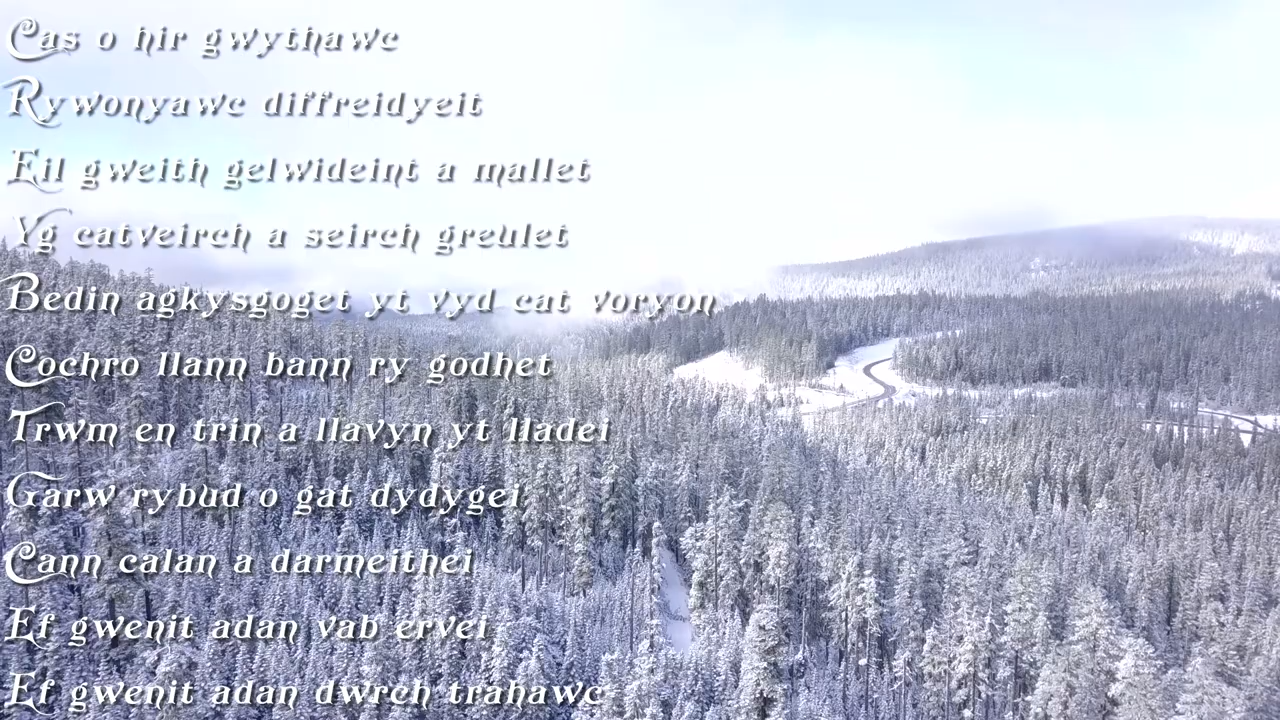 Cas o hir gwythawc
Rywonyawc diffreidyeit
Eil gweith gelwideint a mallet
Yg catveirch a seirch greulet
Bedin agkysgoget yt vyd cat voryon
Cochro llann bann ry godhet
Trwm en trin a llavyn yt lladei
Garw rybud o gat dydygei
Cann calan a darmeithei
Ef gwenit adan vab ervei
Ef gwenit adan dwrch trahawc